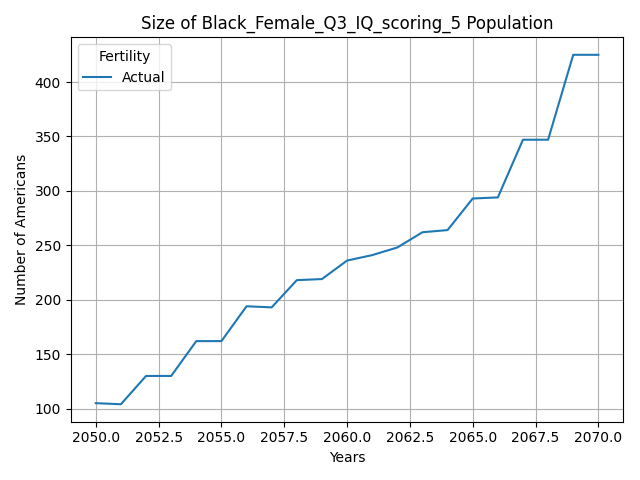 Size of Black_Female_Q3_IQ_scoring_5 Population
Fertility
Actual
Number of Americans
400
350
300
250
200
150
100
2050.0 2052.5 2055.0 2057.5 2060.0 2062.5 2065.0 2067.5 2070.0
Years